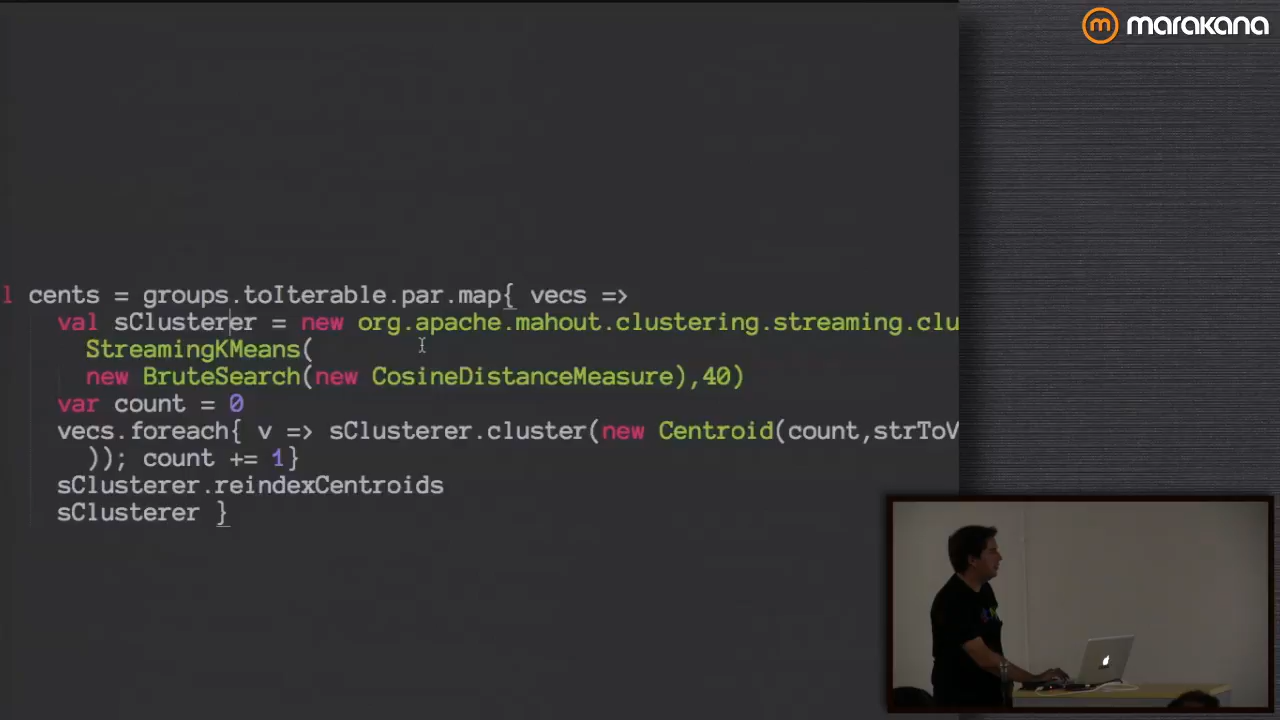 marakana
l cents = groups.toIterable.par.map{ vecs =>
val sClusterer = new org.apache.mahout.clustering.streaming.clu
StreamingKMeans(
new BruteSearch(new CosineDistanceMeasure),40)
var count = 0
vecs.foreach{ v => sClusterer.cluster(new Centroid(count,strToV
)); count += 1}
sClusterer.reindexCentroids
sClusterer }